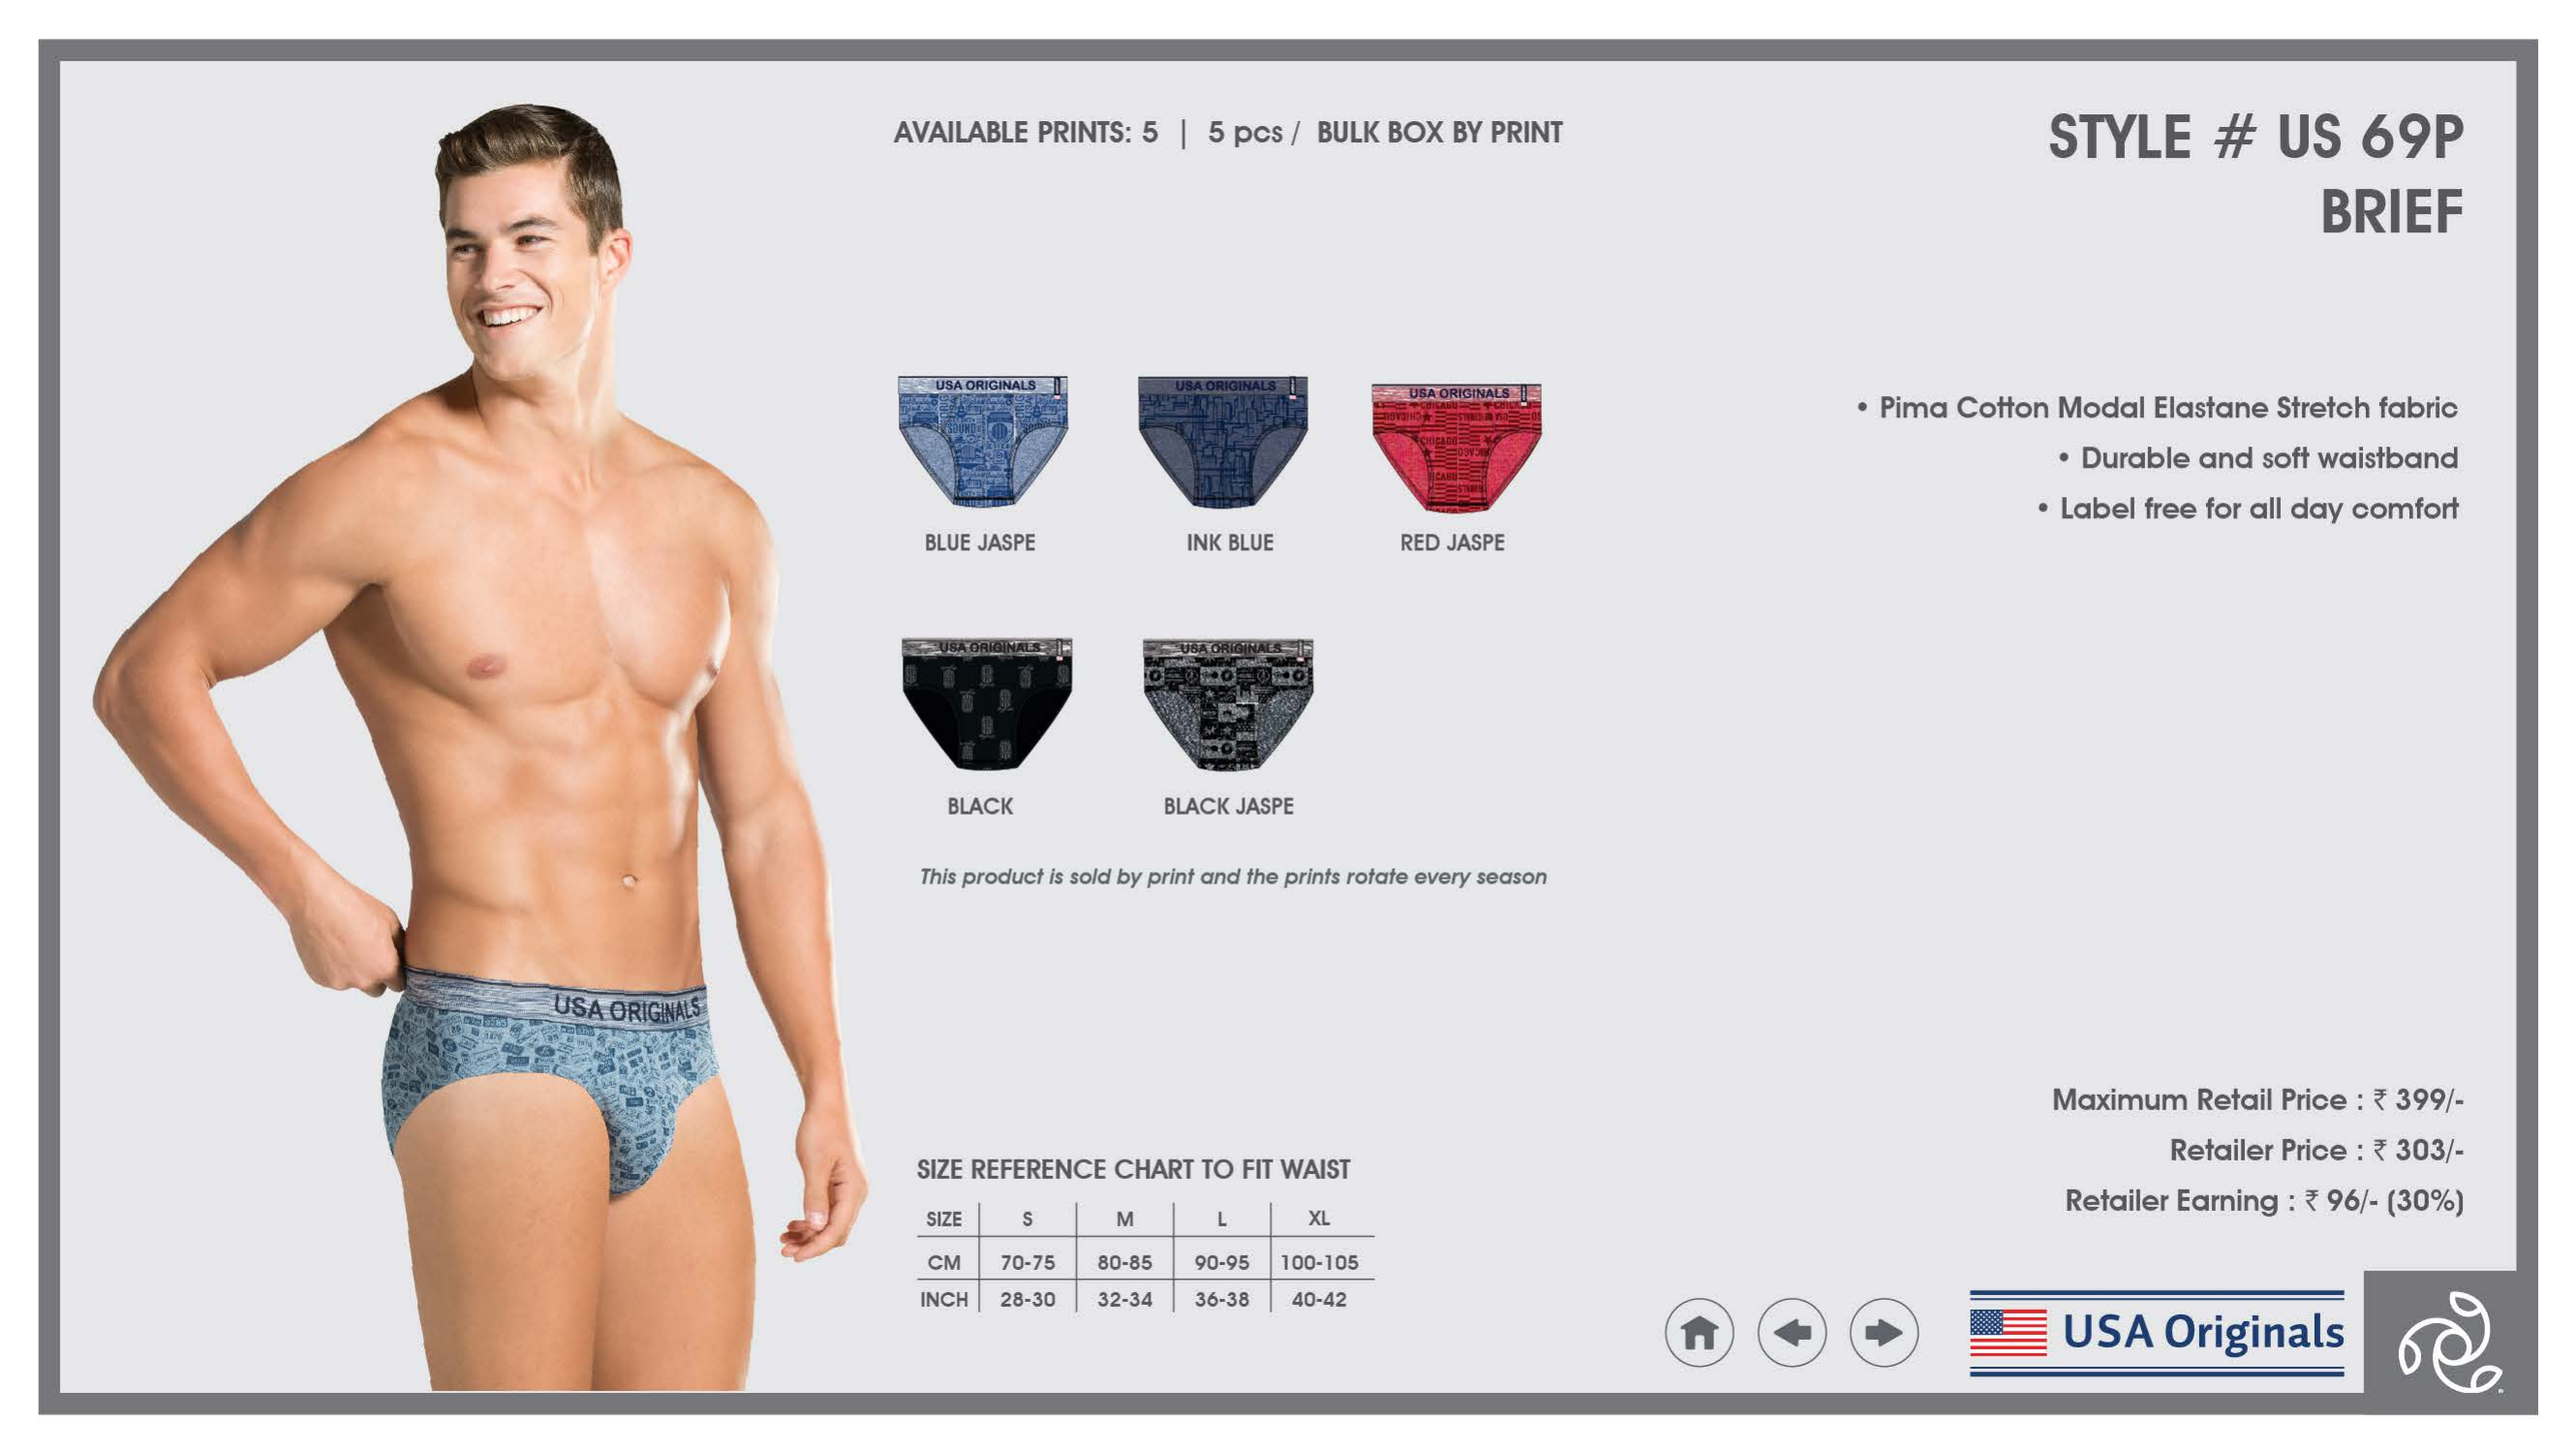 AVAILABLE PRINTS: 5 | 5 pcs / BULK BOX BY PRINT
STYLE # US 69P
BRIEF
• Pima Cotton Modal Elastane Stretch fabric
• Durable and soft waistband
• Label free for all day comfort
USA ORIGINALS
USA ORIGINALS
USA ORIGINALS
BLUE JASPE
INK BLUE
RED JASPE
USA ORIGINALS
USA ORIGINALS
BLACK
BLACK JASPE
This product is sold by print and the prints rotate every season
USA ORIGINALS
SIZE REFERENCE CHART TO FIT WAIST
SIZE S M L XL
CM 70-75 80-85 90-95 100-105
INCH 28-30 32-34 36-38 40-42
Maximum Retail Price : ₹ 399/-
Retailer Price : ₹ 303/-
Retailer Earning : ₹ 96/- (30%)
USA Originals